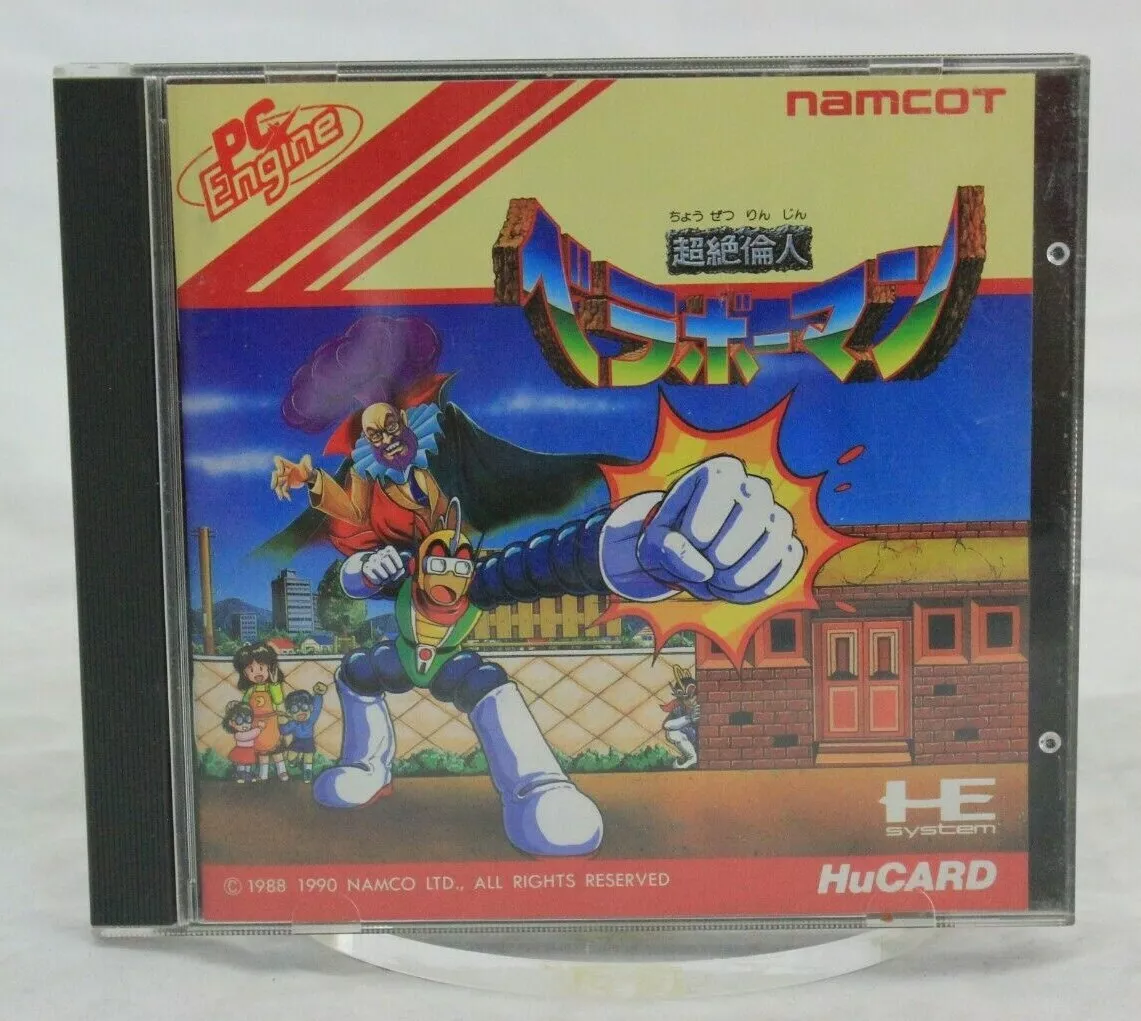 PC Engine
namcoT
ちょう ぜつ りん じん
超絶倫人
ベラボーマン
HE
system
© 1988 1990 NAMCO LTD., ALL RIGHTS RESERVED
HuCARD